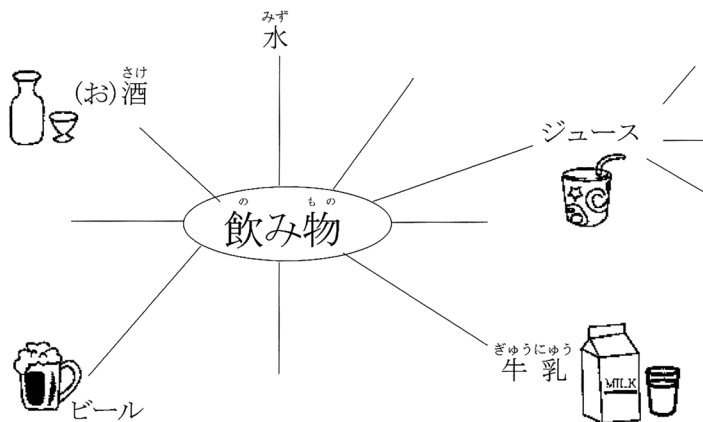 みず
水
さけ
(お)酒
ジュース
の もの
飲み物
ぎゅうにゅう
牛乳
MILK
ビール